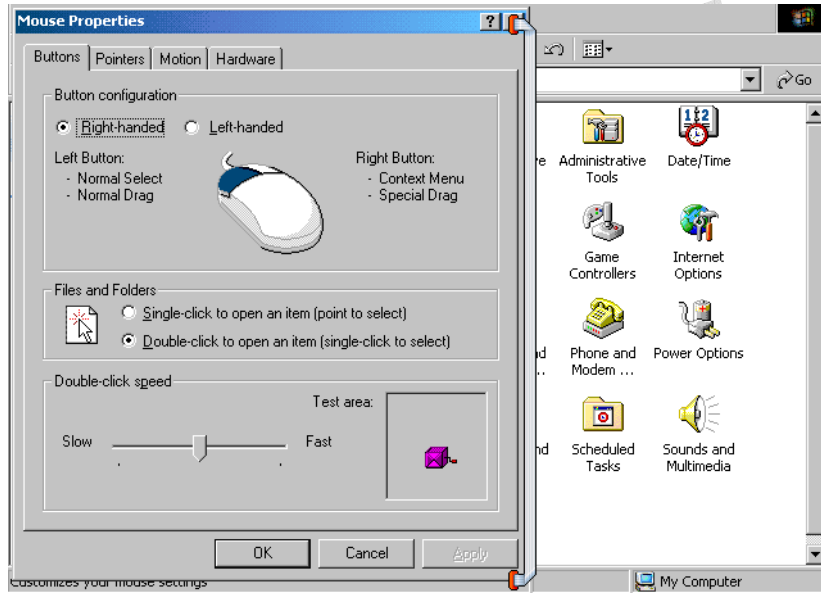 Mouse Properties
Buttons Pointers Motion Hardware
Button configuration
Right-handed Left-handed
Left Button:
- Normal Select
- Normal Drag
Right Button:
- Context Menu
- Special Drag
Files and Folders
Single-click to open an item (point to select)
Double-click to open an item (single-click to select)
Double-click speed
Test area:
Slow Fast
OK Cancel Apply
Customizes your mouse settings
Go
Administrative
Tools
Date/Time
Game
Controllers
Internet
Options
Phone and
Modem ...
Power Options
Scheduled
Tasks
Sounds and
Multimedia
My Computer